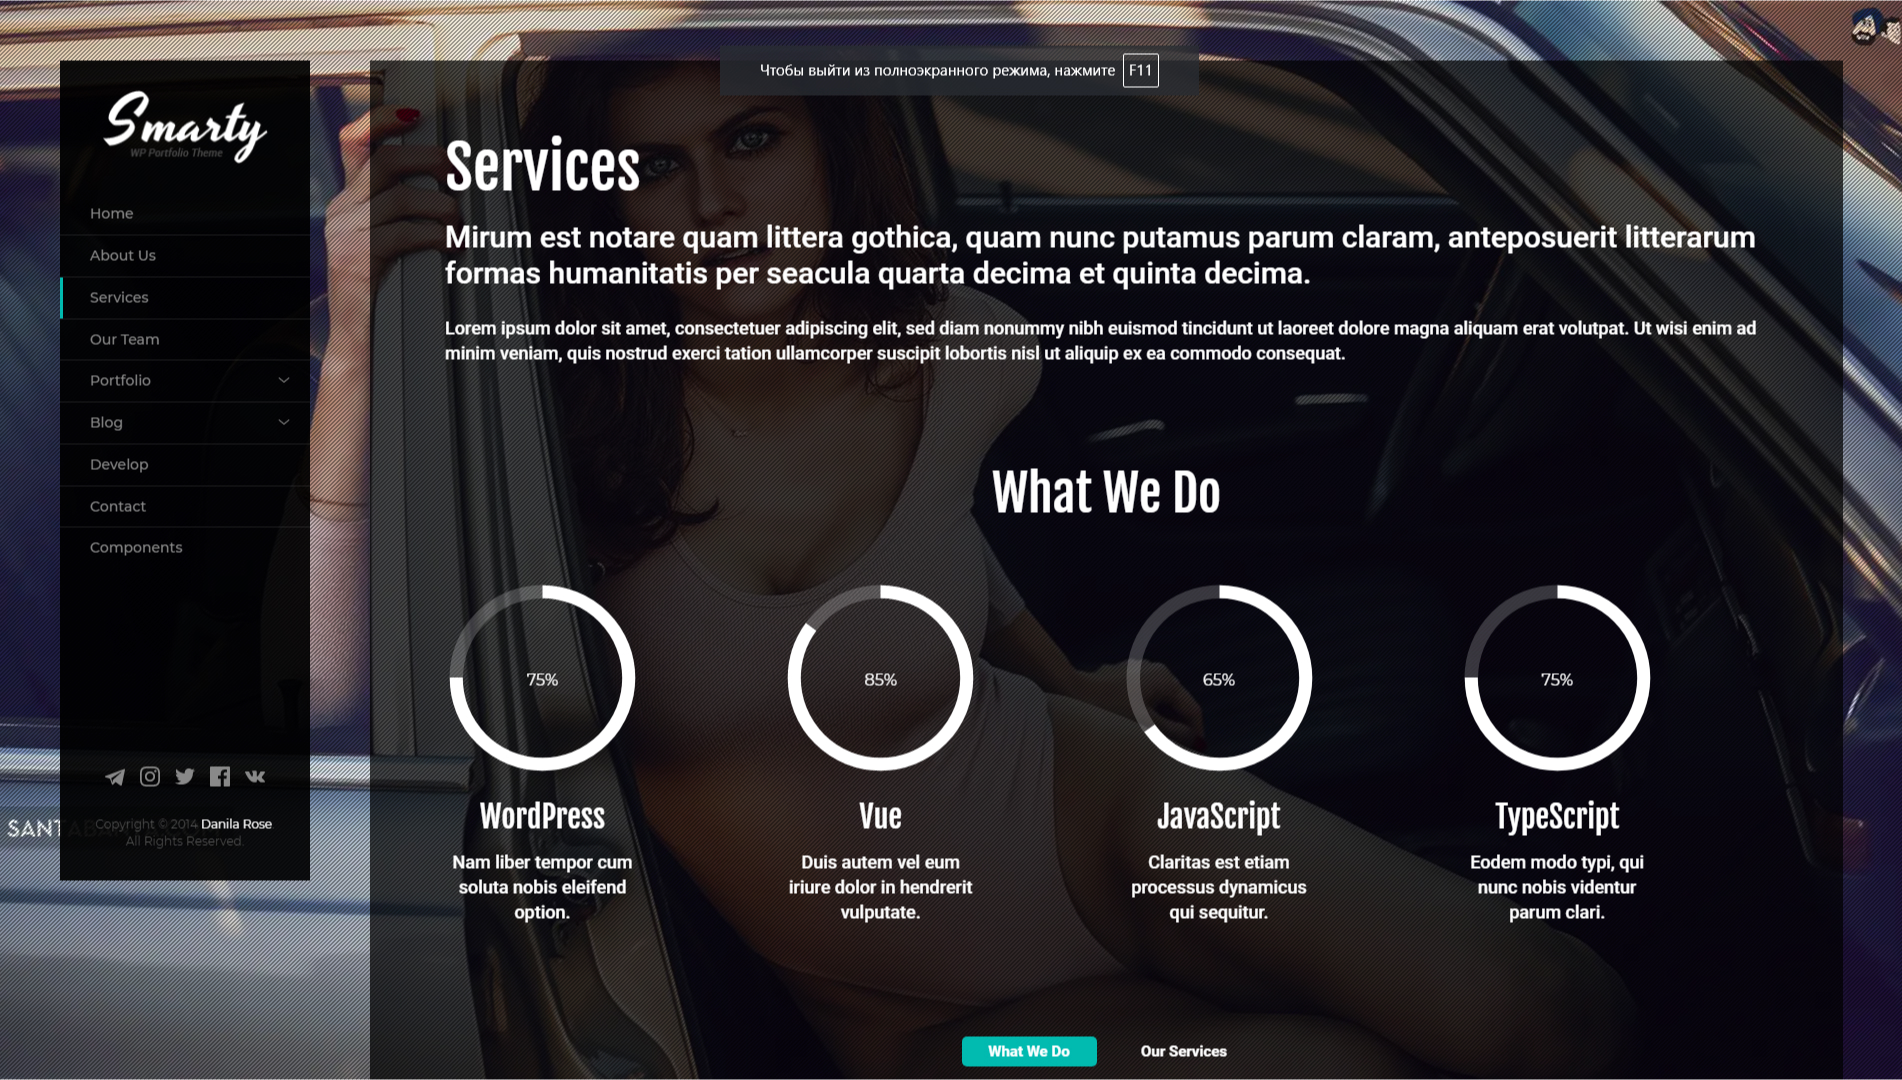 Чтобы выйти из полноэкранного режима, нажмите F11
Smarty
WP Portfolio Theme
Home
About Us
Services
Our Team
Portfolio
Blog
Develop
Contact
Components
Copyright © 2014 Danila Rose
All Rights Reserved.
SANTABA
Services
Mirum est notare quam littera gothica, quam nunc putamus parum claram, anteposuerit litterarum
formas humanitatis per seacula quarta decima et quinta decima.
Lorem ipsum dolor sit amet, consectetuer adipiscing elit, sed diam nonummy nibh euismod tincidunt ut laoreet dolore magna aliquam erat volutpat. Ut wisi enim ad
minim veniam, quis nostrud exerci tation ullamcorper suscipit lobortis nisl ut aliquip ex ea commodo consequat.
What We Do
75%
85%
65%
75%
WordPress
Vue
JavaScript
TypeScript
Nam liber tempor cum
soluta nobis eleifend
option.
Duis autem vel eum
iriure dolor in hendrerit
vulputate.
Claritas est etiam
processus dynamicus
qui sequitur.
Eodem modo typi, qui
nunc nobis videntur
parum clari.
What We Do
Our Services